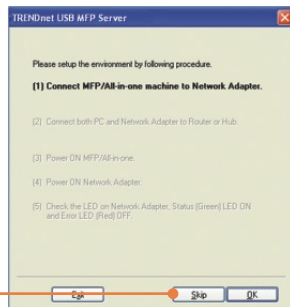 TRENDnet USB MFP Server
Please setup the environment by following procedure.
(1) Connect MFP/All-in-one machine to Network Adapter.
(2) Connect both PC and Network Adapter to Router or Hub.
(3) Power ON MFP/All-in-one.
(4) Power ON Network Adapter.
(5) Check the LED on Network Adapter, Status (Green) LED ON
and Error LED (Red) OFF.
Exit Skip OK